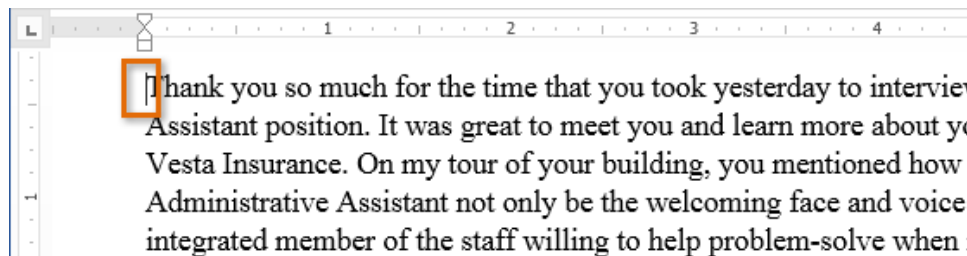 1 2 3 4
Thank you so much for the time that you took yesterday to interview
Assistant position. It was great to meet you and learn more about
Vesta Insurance. On my tour of your building, you mentioned how
Administrative Assistant not only be the welcoming face and voice
integrated member of the staff willing to help problem-solve when
1